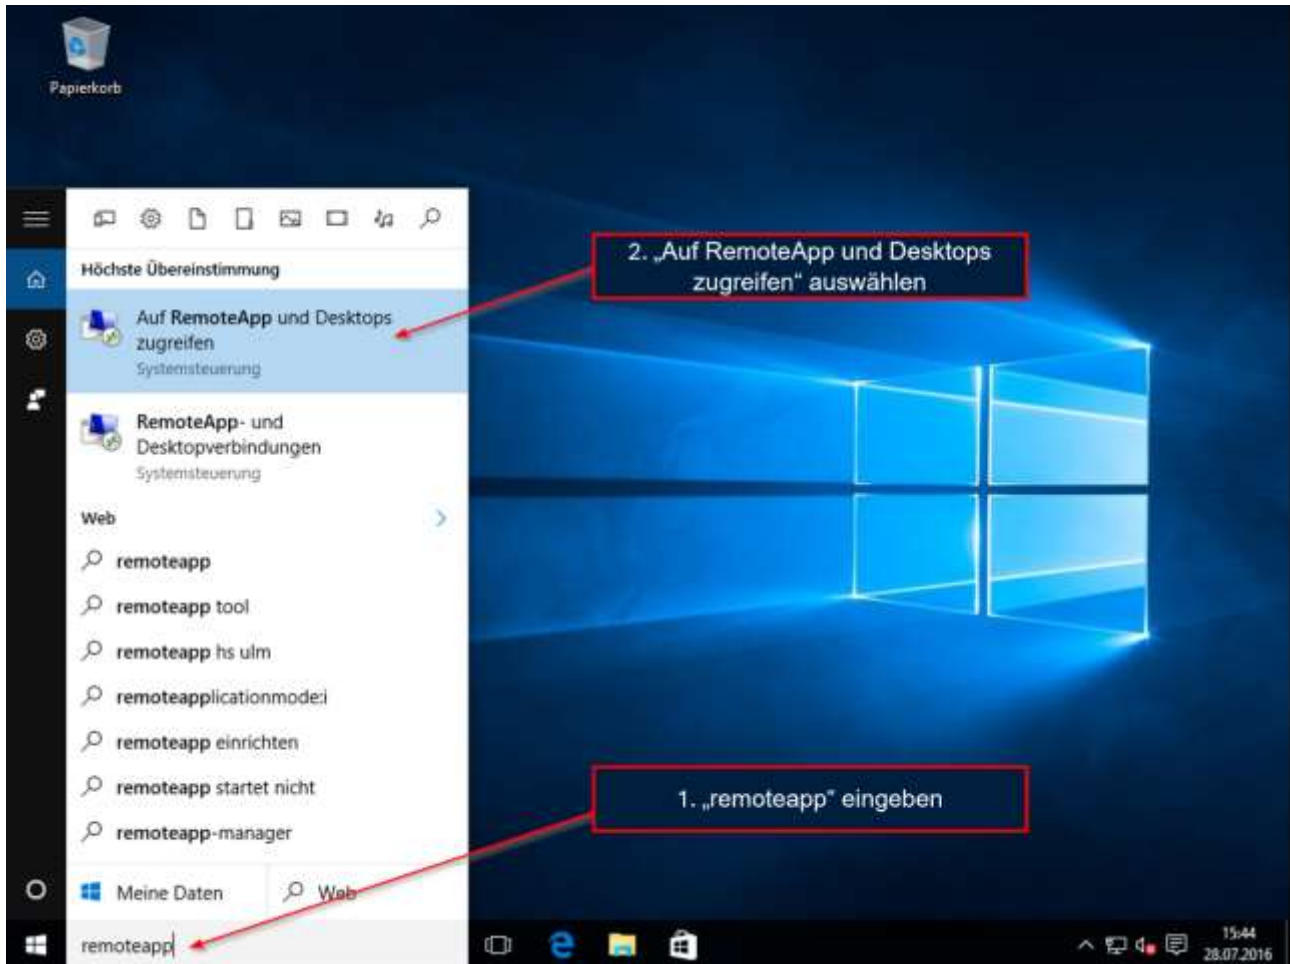 Papierkorb
Höchste Übereinstimmung
Auf RemoteApp und Desktops
zugreifen
Systemsteuerung
RemoteApp- und
Desktopverbindungen
Systemsteuerung
Web
remoteapp
remoteapp tool
remoteapp hs ulm
remoteapplicationmode:i
remoteapp einrichten
remoteapp startet nicht
remoteapp-manager
Meine Daten
Web
remoteapp
2. „Auf RemoteApp und Desktops
zugreifen“ auswählen
1. „remoteapp“ eingeben
15:44
28.07.2016